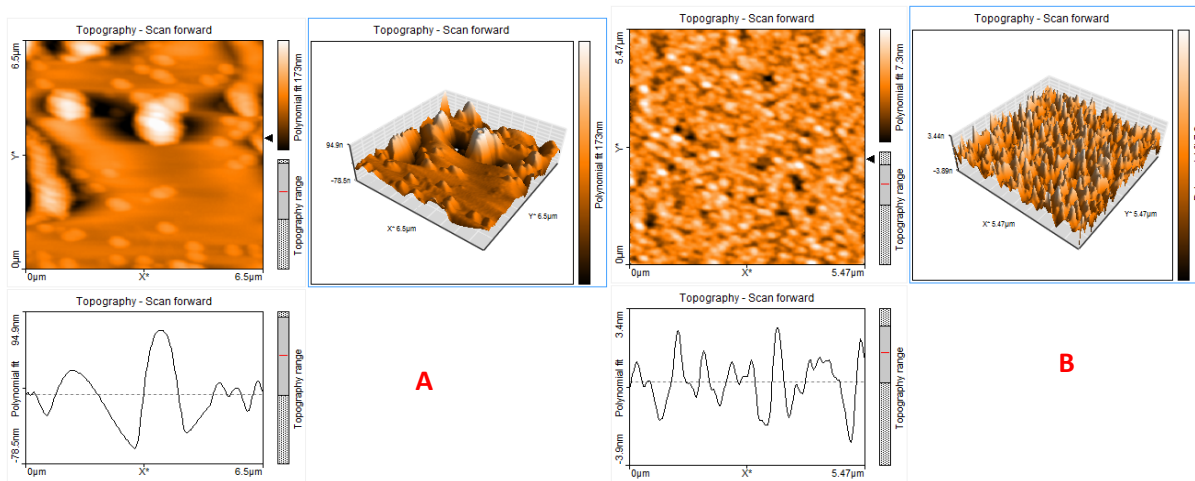 Topography - Scan forward
6.5µm
Y*
0µm
0µm
X*
6.5µm
Polynomial fit 173nm
Topography range
Topography - Scan forward
94.9n
-78.5n
X* 6.5µm
Y* 6.5µm
Polynomial fit 173nm
Topography - Scan forward
94.9nm
Polynomial fit
-78.5nm
0µm
X*
6.5µm
Topography range
A
Topography - Scan forward
5.47µm
Y*
0µm
0µm
X*
5.47µm
Polynomial fit 7.3nm
Topography range
Topography - Scan forward
3.44n
-3.89n
X* 5.47µm
Y* 5.47µm
Topography - Scan forward
3.4nm
Polynomial fit
-3.9nm
0µm
X*
5.47µm
Topography range
B